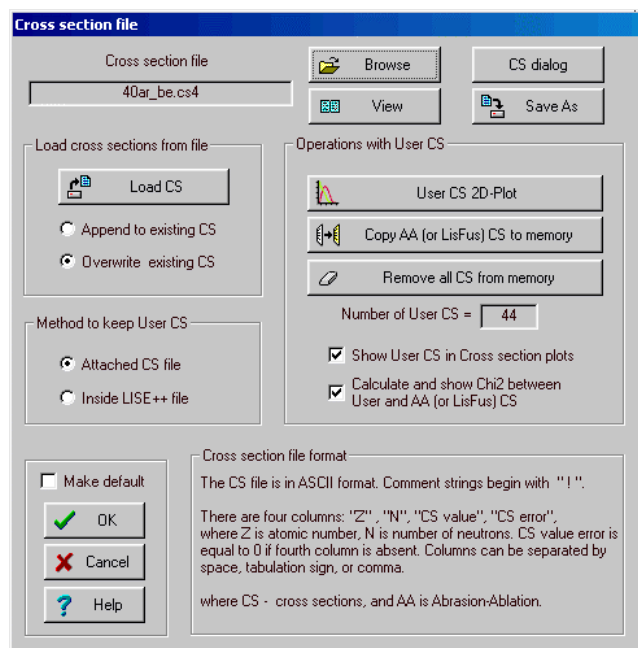 Cross section file
Cross section file
40ar_be.cs4
Browse
CS dialog
View
Save As
Load cross sections from file
Load CS
Append to existing CS
Overwrite existing CS
Method to keep User CS
Attached CS file
Inside LISE++ file
Operations with User CS
User CS 2D-Plot
Copy AA (or LisFus) CS to memory
Remove all CS from memory
Number of User CS = 44
Show User CS in Cross section plots
Calculate and show Chi2 between
User and AA (or LisFus) CS
Make default
OK
Cancel
Help
Cross section file format
The CS file is in ASCII format. Comment strings begin with "!".
There are four columns: "Z", "N", "CS value", "CS error",
where Z is atomic number, N is number of neutrons. CS value error is
equal to 0 if fourth column is absent. Columns can be separated by
space, tabulation sign, or comma.
where CS - cross sections, and AA is Abrasion-Ablation.